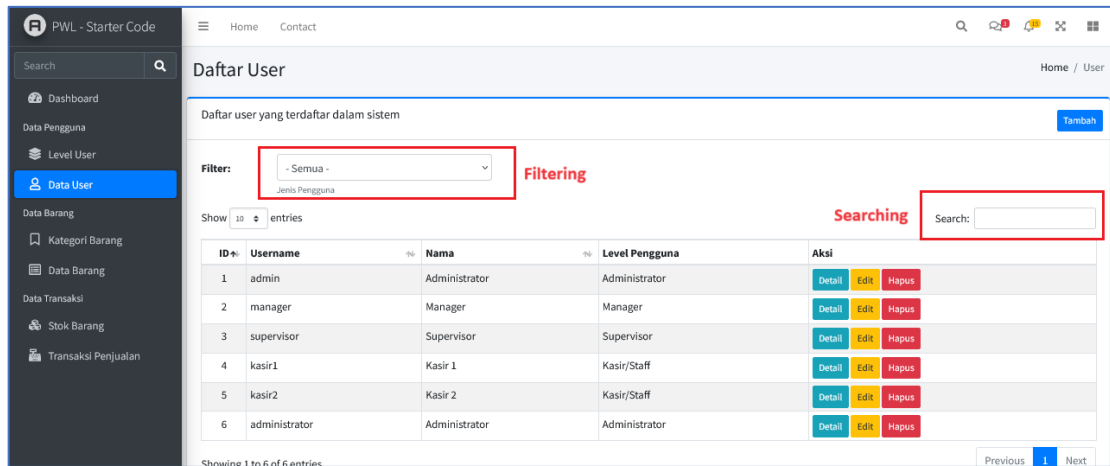 PWL - Starter Code
Home Contact
3
15
Search
Daftar User
Home / User
Dashboard
Daftar user yang terdaftar dalam sistem
Tambah
Data Pengguna
Level User
Filter:
- Semua -
Filtering
Data User
Jenis Pengguna
Data Barang
Show 10 entries
Searching
Search:
Kategori Barang
ID Username Nama Level Pengguna Aksi
Data Barang
1 admin Administrator Administrator Detail Edit Hapus
Data Transaksi
2 manager Manager Manager Detail Edit Hapus
Stok Barang
3 supervisor Supervisor Supervisor Detail Edit Hapus
Transaksi Penjualan
4 kasir1 Kasir 1 Kasir/Staff Detail Edit Hapus
5 kasir2 Kasir 2 Kasir/Staff Detail Edit Hapus
6 administrator Administrator Administrator Detail Edit Hapus
Showing 1 to 6 of 6 entries
Previous 1 Next